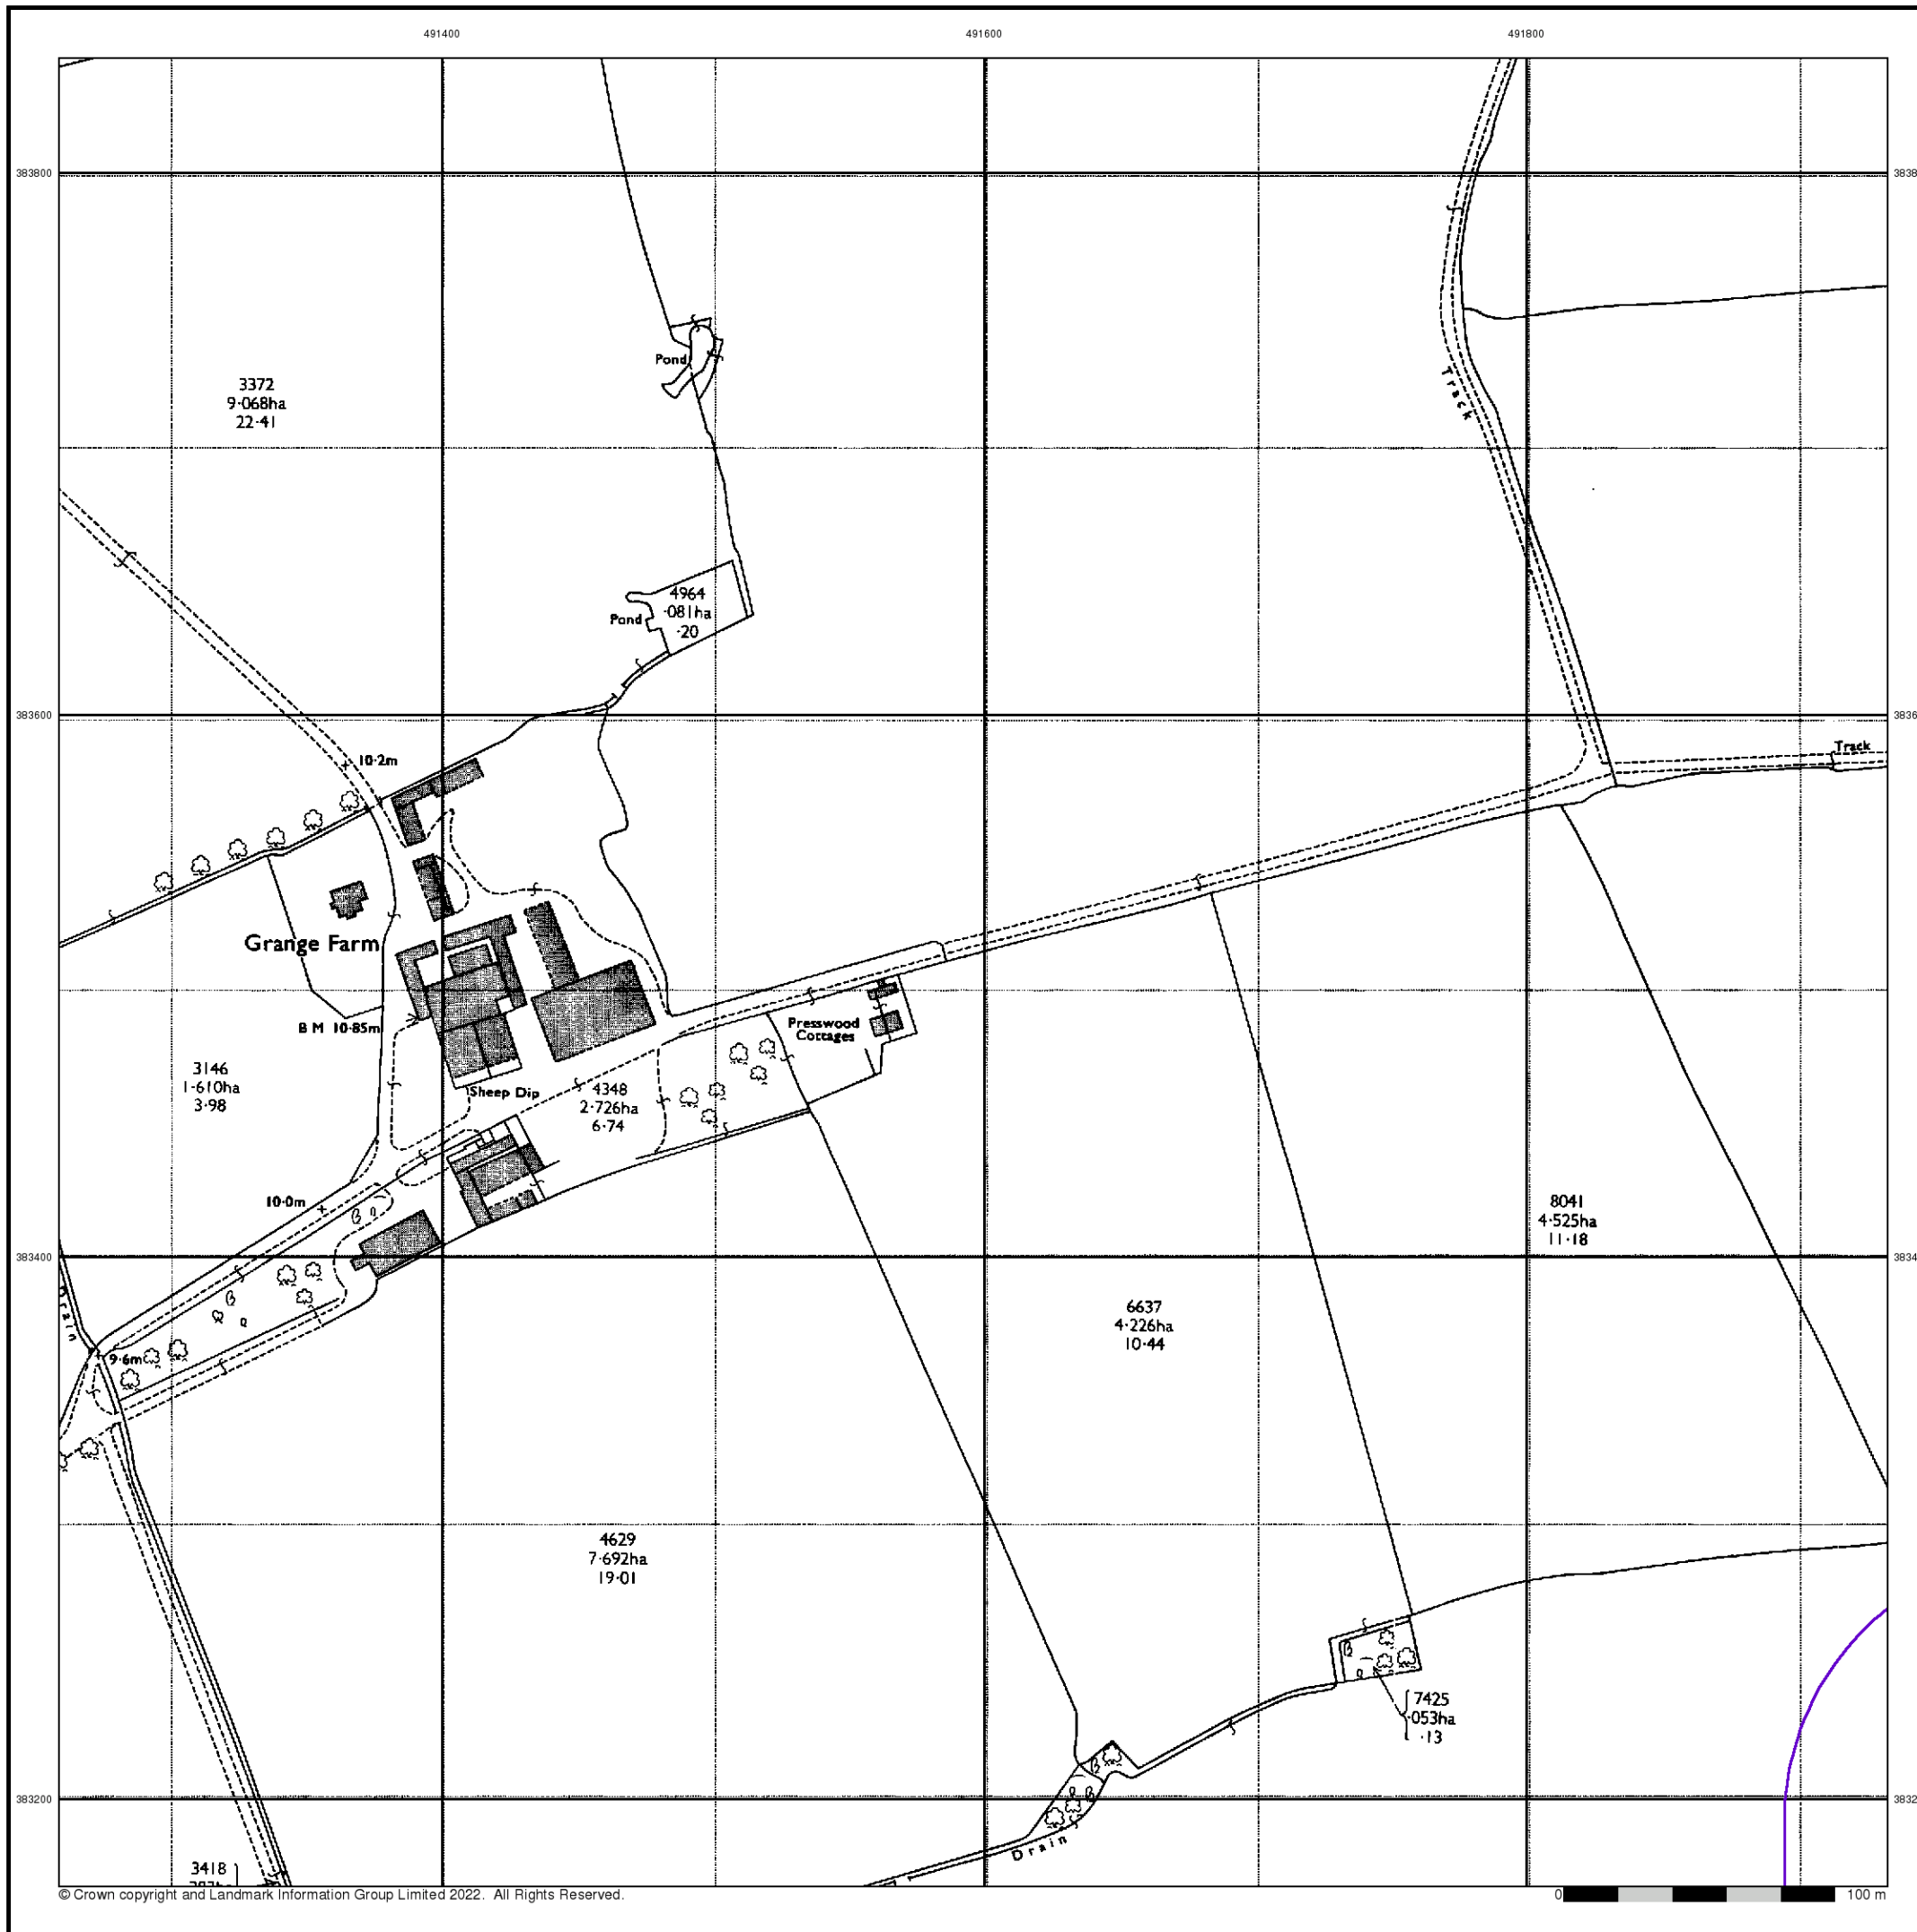 491400
491600
491800
383800
3838
Pond
3372
9·068ha
22·41
Track
4964
·081ha
·20
Pond
383600
3836
10·2m
Track
Grange Farm
B M 10·85m
Presswood
Cottages
3146
1·610ha
3·98
Sheep Dip
4348
2·726ha
6·74
10·0m
8041
4·525ha
11·18
383400
3834
Drain
6637
4·226ha
10·44
9·6m
4629
7·692ha
19·01
7425
·053ha
·13
383200
3832
Drain
3418
© Crown copyright and Landmark Information Group Limited 2022. All Rights Reserved.
0 100 m